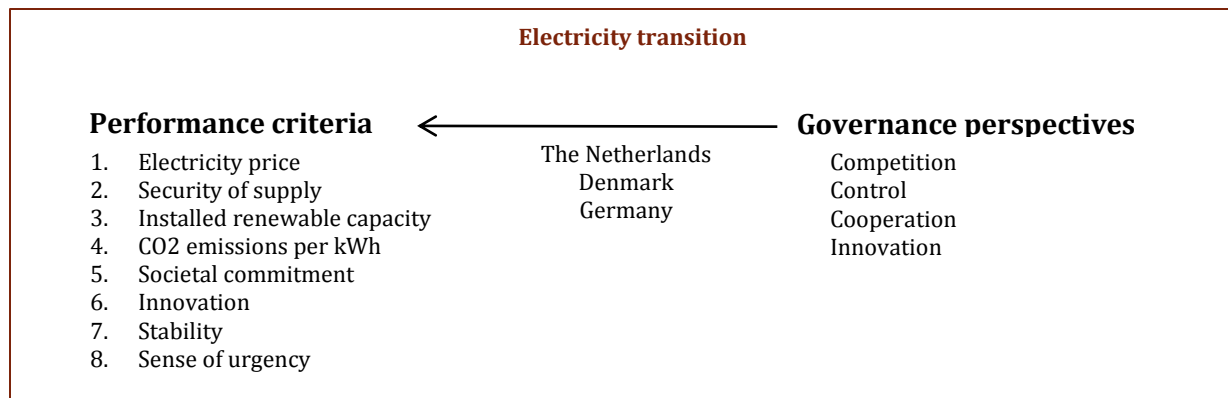 Electricity transition
Performance criteria
1. Electricity price
2. Security of supply
3. Installed renewable capacity
4. CO2 emissions per kWh
5. Societal commitment
6. Innovation
7. Stability
8. Sense of urgency
The Netherlands
Denmark
Germany
Governance perspectives
Competition
Control
Cooperation
Innovation